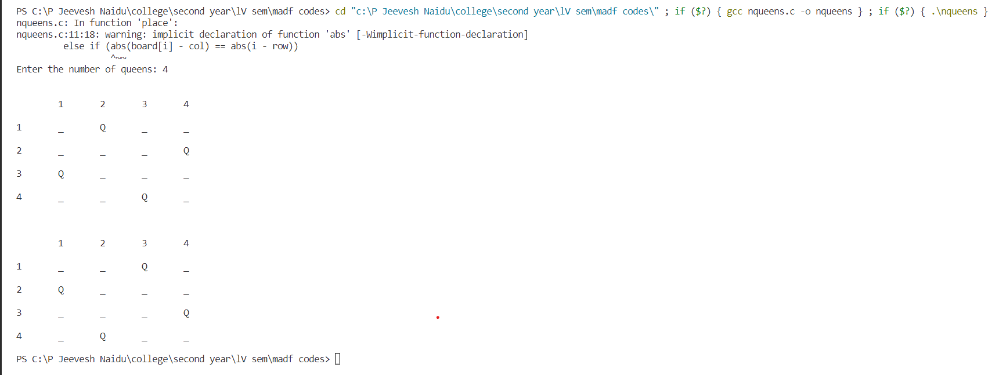 PS C:\P Jeevesh Naidu\college\second year\lV sem\madf codes> cd "c:\P Jeevesh Naidu\college\second year\lV sem\madf codes\" ; if ($?) { gcc nqueens.c -o nqueens } ; if ($?) { .\nqueens }
nqueens.c: In function 'place':
nqueens.c:11:18: warning: implicit declaration of function 'abs' [-Wimplicit-function-declaration]
         else if (abs(board[i] - col) == abs(i - row))
                  ^~~
Enter the number of queens: 4
        1       2       3       4
1       _       Q       _       _
2       _       _       _       Q
3       Q       _       _       _
4       _       _       Q       _
        1       2       3       4
1       _       _       Q       _
2       Q       _       _       _
3       _       _       _       Q
4       _       Q       _       _
PS C:\P Jeevesh Naidu\college\second year\lV sem\madf codes>